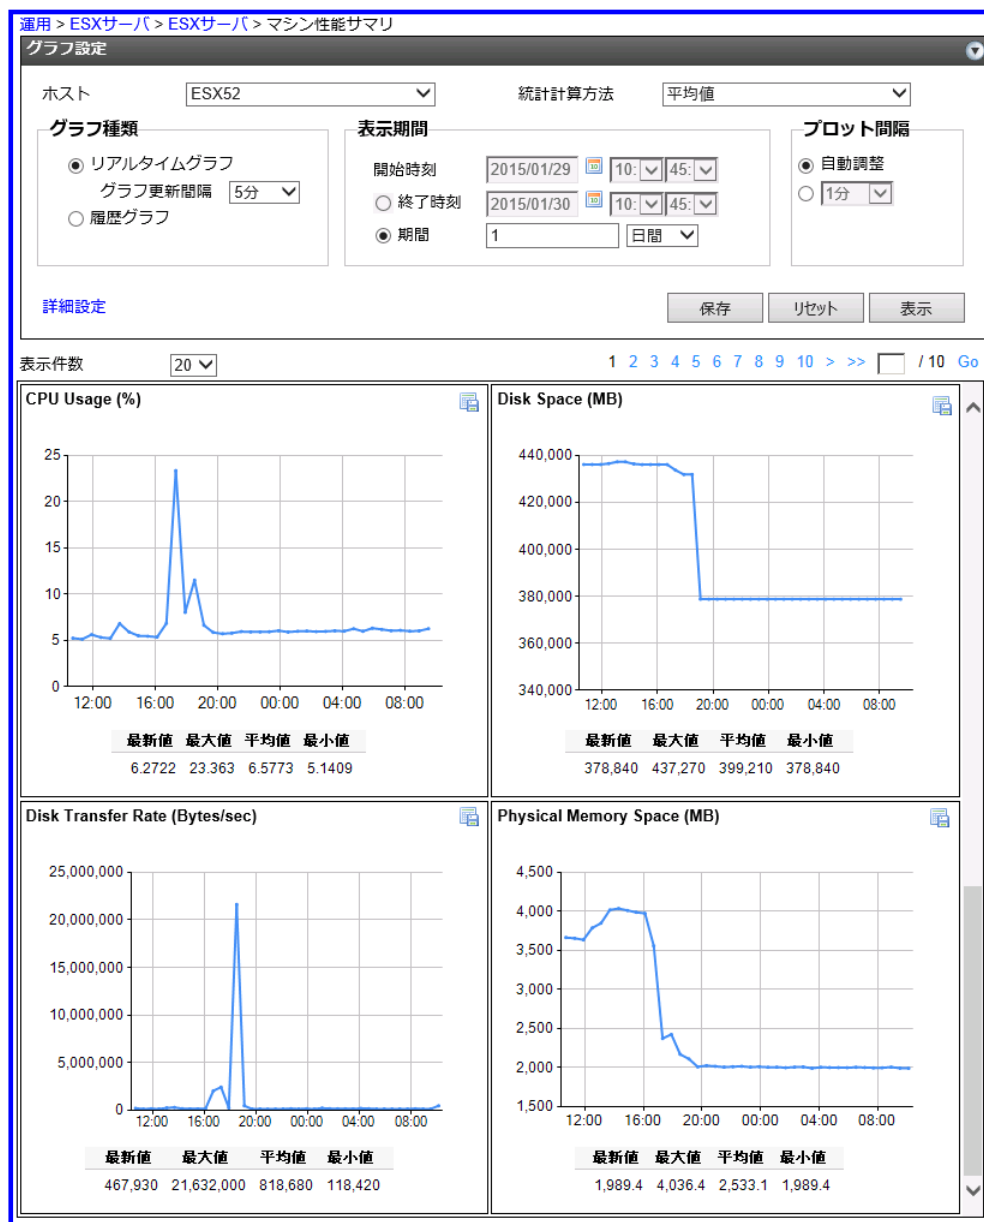 運用 > ESXサーバ > ESXサーバ > マシン性能サマリ
グラフ設定
ホスト ESX52 統計計算方法 平均値
グラフ種類 表示期間 プロット間隔
リアルタイムグラフ 開始時刻 2015/01/29 10: 45: 自動調整
グラフ更新間隔 5分 終了時刻 2015/01/30 10: 45: 1分
履歴グラフ 期間 1 日間
詳細設定 保存 リセット 表示
表示件数 20 1 2 3 4 5 6 7 8 9 10 > >> / 10 Go
CPU Usage (%)
25
20
15
10
5
0
12:00 16:00 20:00 00:00 04:00 08:00
最新値 最大値 平均値 最小値
6.2722 23.363 6.5773 5.1409
Disk Space (MB)
440,000
420,000
400,000
380,000
360,000
340,000
12:00 16:00 20:00 00:00 04:00 08:00
最新値 最大値 平均値 最小値
378,840 437,270 399,210 378,840
Disk Transfer Rate (Bytes/sec)
25,000,000
20,000,000
15,000,000
10,000,000
5,000,000
0
12:00 16:00 20:00 00:00 04:00 08:00
最新値 最大値 平均値 最小値
467,930 21,632,000 818,680 118,420
Physical Memory Space (MB)
4,500
4,000
3,500
3,000
2,500
2,000
1,500
12:00 16:00 20:00 00:00 04:00 08:00
最新値 最大値 平均値 最小値
1,989.4 4,036.4 2,533.1 1,989.4